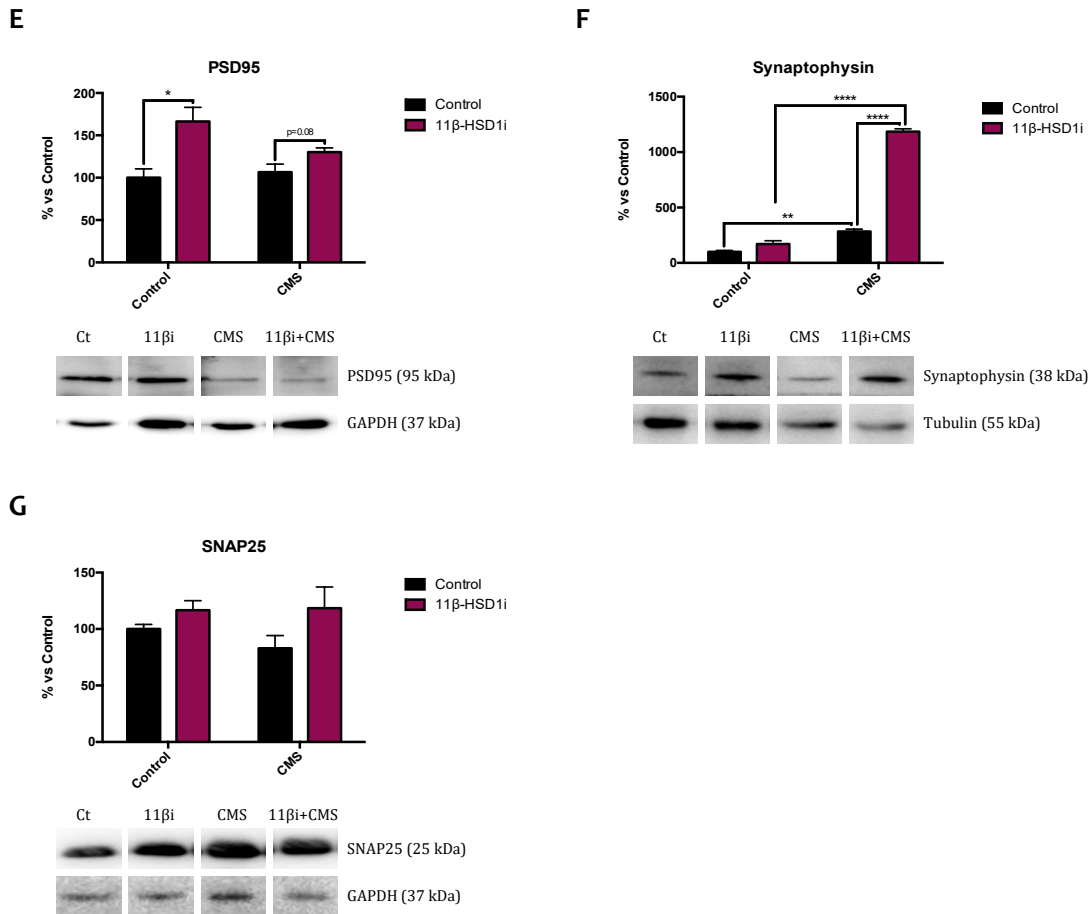 E
PSD95
% vs Control
200
150
100
50
0
*
p=0.08
Control
11β-HSD1i
Control
CMS
Ct 11βi CMS 11βi+CMS
PSD95 (95 kDa)
GAPDH (37 kDa)
F
Synaptophysin
% vs Control
1500
1000
500
0
****
****
**
Control
11β-HSD1i
Control
CMS
Ct 11βi CMS 11βi+CMS
Synaptophysin (38 kDa)
Tubulin (55 kDa)
G
SNAP25
% vs Control
150
100
50
0
Control
11β-HSD1i
Control
CMS
Ct 11βi CMS 11βi+CMS
SNAP25 (25 kDa)
GAPDH (37 kDa)